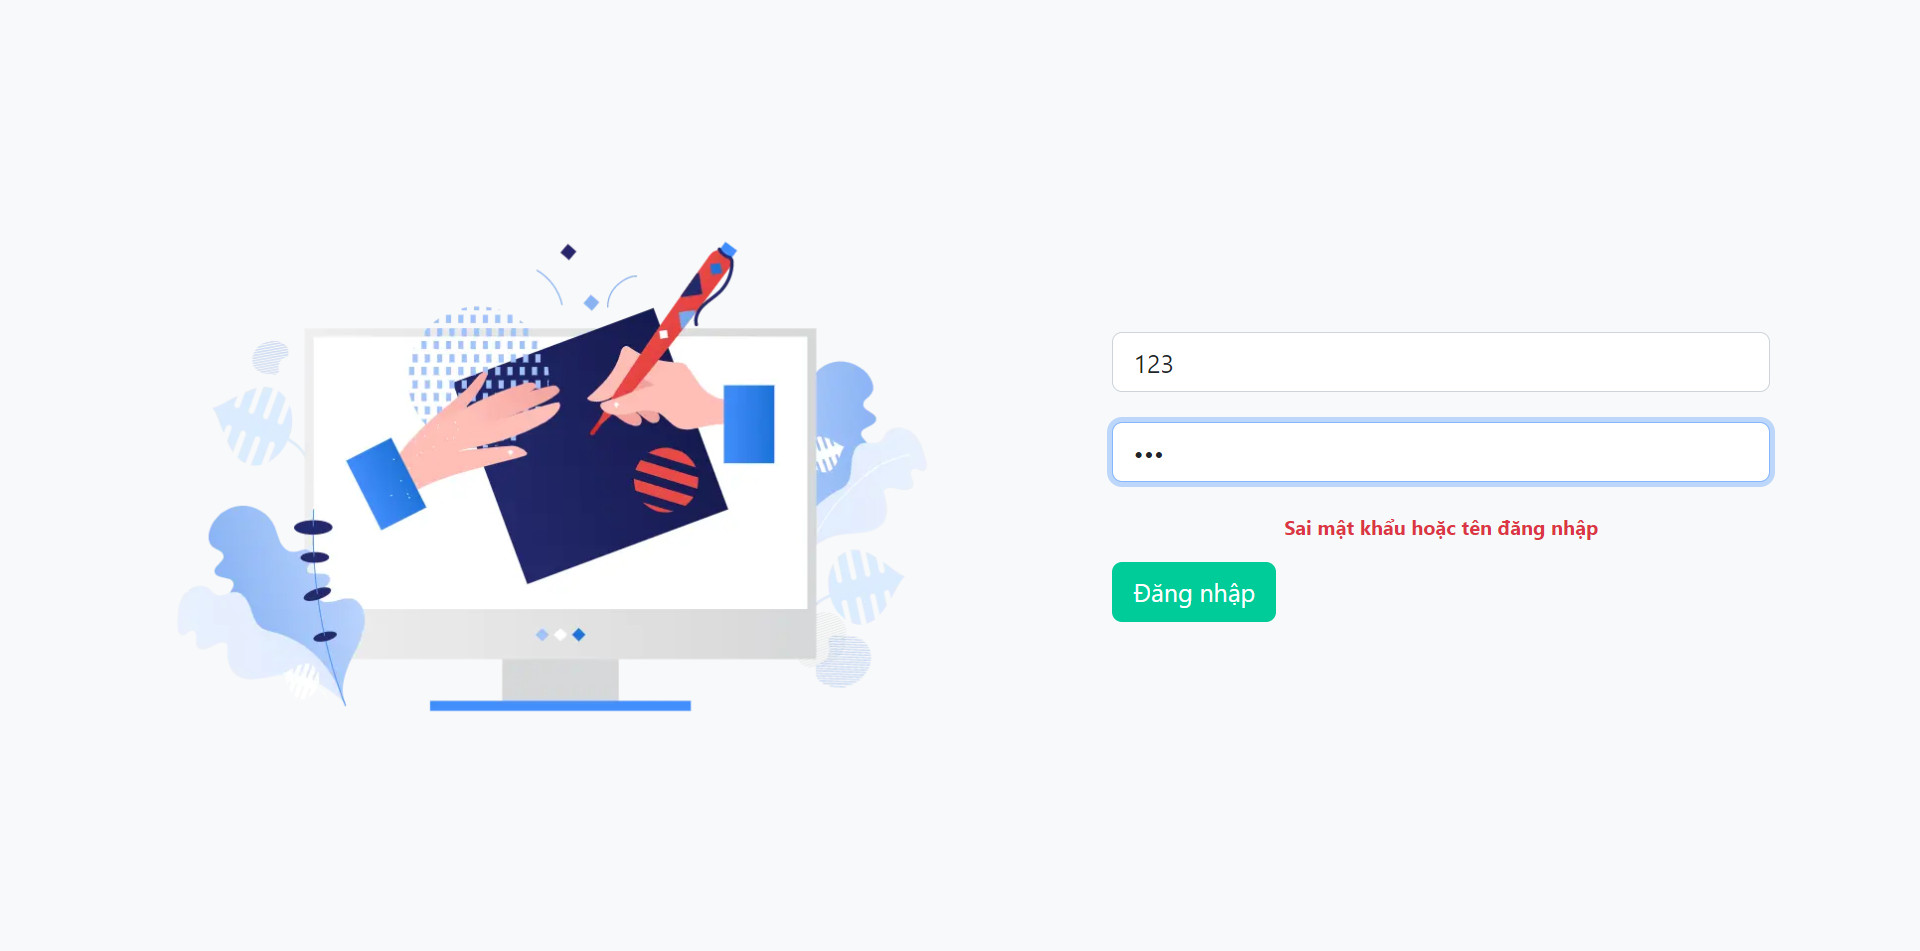 123
•••
Sai mật khẩu hoặc tên đăng nhập
Đăng nhập